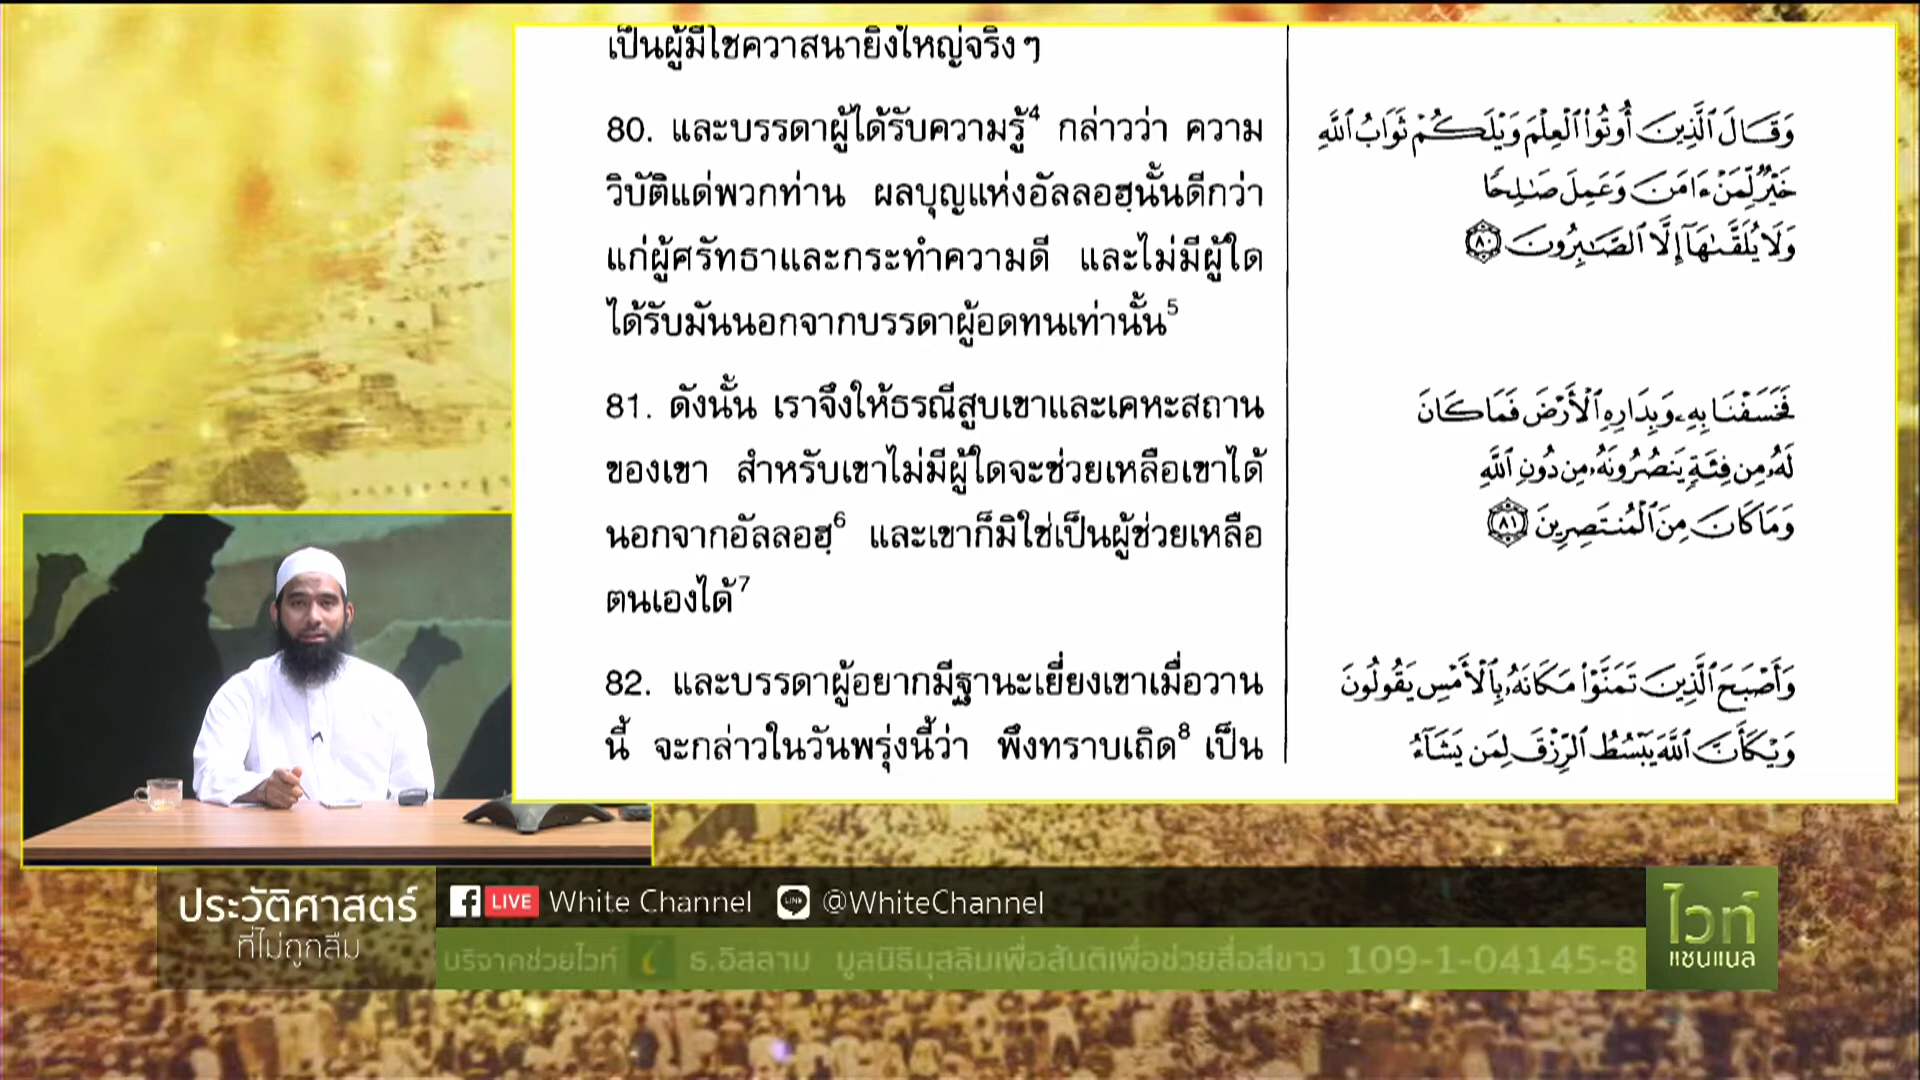 เป็นผู้มีโชควาสนายิ่งใหญ่จริงๆ
80. และบรรดาผู้ได้รับความรู้4 กล่าวว่า ความ
วิบัติแด่พวกท่าน ผลบุญแห่งอัลลอฮฺนั้นดีกว่า
แก่ผู้ศรัทธาและกระทำความดี และไม่มีผู้ใด
ได้รับมันนอกจากบรรดาผู้อดทนเท่านั้น5
81. ดังนั้น เราจึงให้ธรณีสูบเขาและเคหะสถาน
ของเขา สำหรับเขาไม่มีผู้ใดจะช่วยเหลือเขาได้
นอกจากอัลลอฮฺ6 และเขาก็มิใช่เป็นผู้ช่วยเหลือ
ตนเองได้7
82. และบรรดาผู้อยากมีฐานะเยี่ยงเขาเมื่อวาน
นี้ จะกล่าวในวันพรุ่งนี้ว่า พึงทราบเถิด8 เป็น
وَقَالَ ٱلَّذِينَ أُوتُوا۟ ٱلْعِلْمَ وَيْلَكُمْ ثَوَابُ ٱللَّهِ
خَيْرٌ لِّمَنْ ءَامَنَ وَعَمِلَ صَـٰلِحًا
وَلَا يُلَقَّىٰهَآ إِلَّا ٱلصَّـٰبِرُونَ ٨٠
فَخَسَفْنَا بِهِۦ وَبِدَارِهِ ٱلْأَرْضَ فَمَا كَانَ
لَهُۥ مِن فِئَةٍ يَنصُرُونَهُۥ مِن دُونِ ٱللَّهِ
وَمَا كَانَ مِنَ ٱلْمُنتَصِرِينَ ٨١
وَأَصْبَحَ ٱلَّذِينَ تَمَنَّوْا۟ مَكَانَهُۥ بِٱلْأَمْسِ يَقُولُونَ
وَيْكَأَنَّ ٱللَّهَ يَبْسُطُ ٱلرِّزْقَ لِمَن يَشَآءُ
ประวัติศาสตร์
ที่ไม่ถูกลืม
LIVE White Channel LINE @WhiteChannel
บริจาคช่วยไวท์ ธ.อิสลาม มูลนิธิมุสลิมเพื่อสันติเพื่อช่วยสื่อสีขาว 109-1-04145-8
ไวท์
แชนแนล